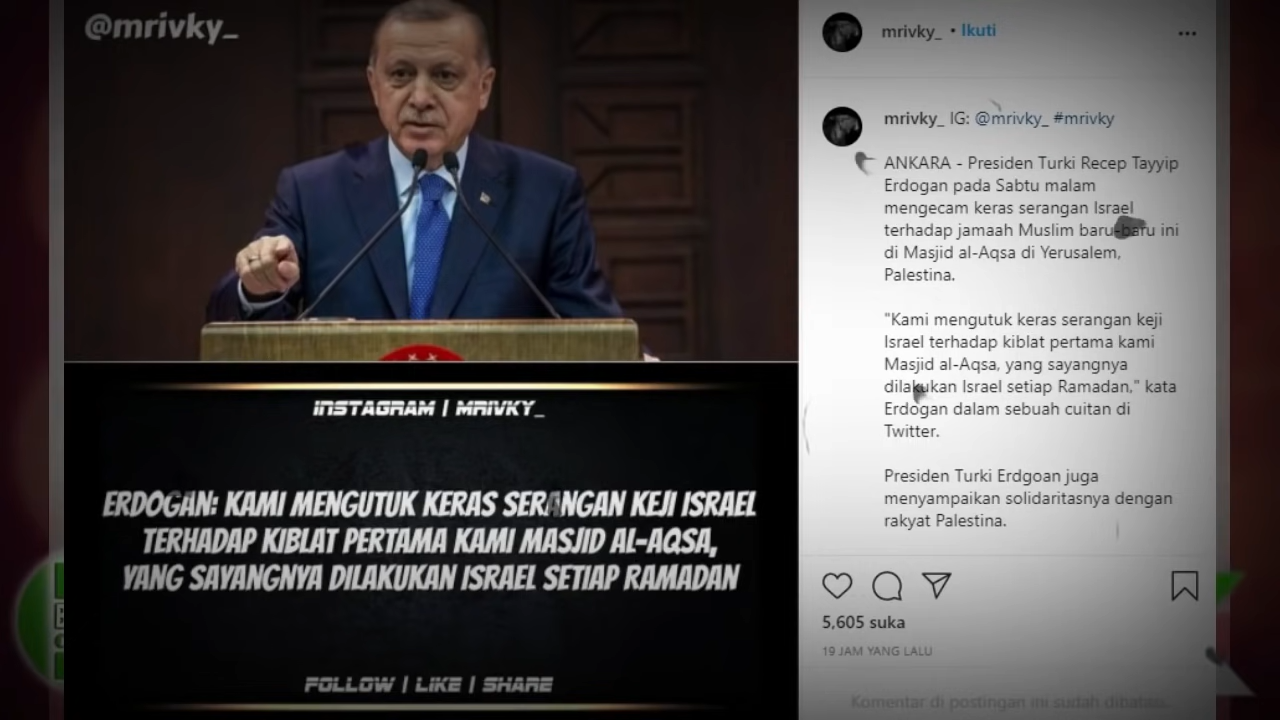 @mrivky_
INSTAGRAM | MRIVKY_
ERDOGAN: KAMI MENGUTUK KERAS SERANGAN KEJI ISRAEL
TERHADAP KIBLAT PERTAMA KAMI MASJID AL-AQSA,
YANG SAYANGNYA DILAKUKAN ISRAEL SETIAP RAMADAN
FOLLOW | LIKE | SHARE
mrivky_ • Ikuti
mrivky_ IG: @mrivky_ #mrivky
ANKARA - Presiden Turki Recep Tayyip
Erdogan pada Sabtu malam
mengecam keras serangan Israel
terhadap jamaah Muslim baru-baru ini
di Masjid al-Aqsa di Yerusalem,
Palestina.
"Kami mengutuk keras serangan keji
Israel terhadap kiblat pertama kami
Masjid al-Aqsa, yang sayangnya
dilakukan Israel setiap Ramadan," kata
Erdogan dalam sebuah cuitan di
Twitter.
Presiden Turki Erdgoan juga
menyampaikan solidaritasnya dengan
rakyat Palestina.
5,605 suka
19 JAM YANG LALU
Komentar di postingan ini sudah dibatasi...